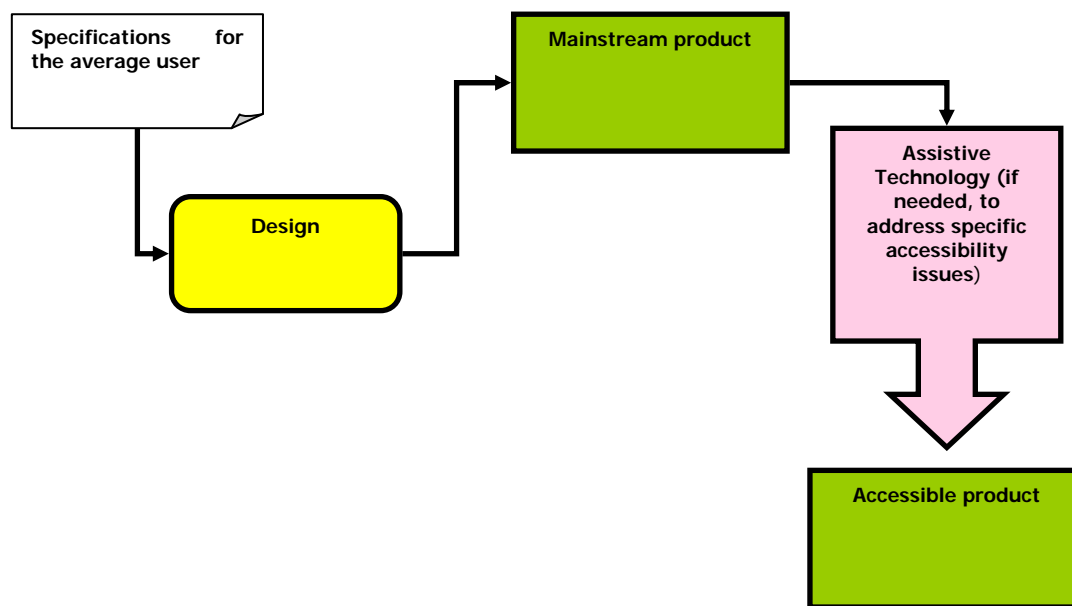 Specifications for
the average user
Mainstream product
Assistive
Technology (if
needed, to
address specific
accessibility
issues)
Design
Accessible product